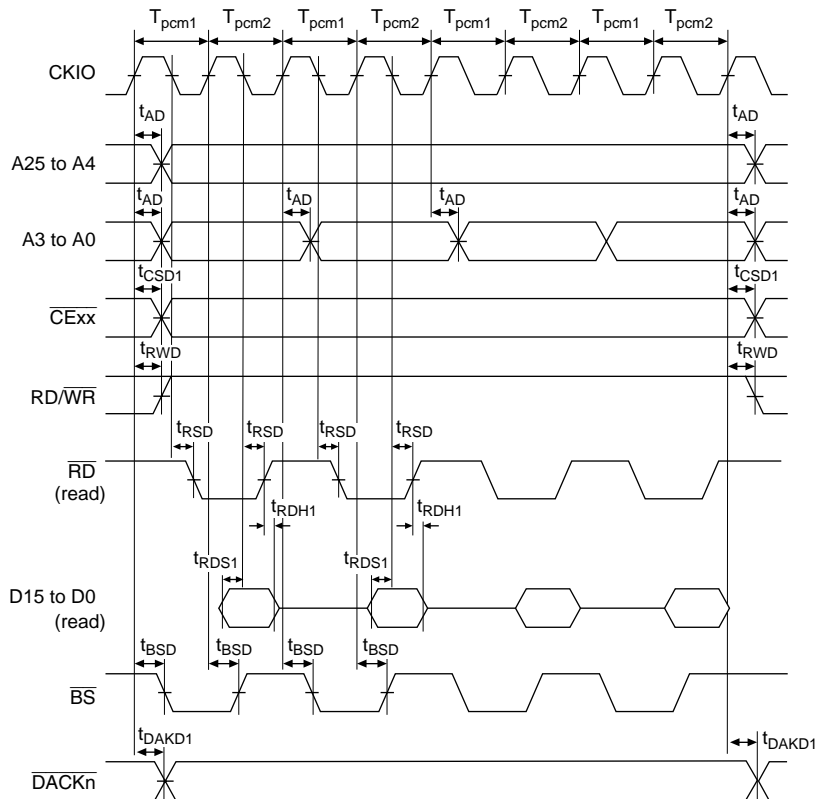 Tpcm1 Tpcm2 Tpcm1 Tpcm2 Tpcm1 Tpcm2 Tpcm1 Tpcm2
CKIO
tAD tAD
A25 to A4
tAD tAD tAD tAD
A3 to A0
tCSD1 tCSD1
CExx
tRWD tRWD
RD/WR
tRSD tRSD tRSD tRSD
RD
(read)
tRDH1 tRDH1
tRDS1 tRDS1
D15 to D0
(read)
tBSD tBSD tBSD tBSD
BS
tDAKD1 tDAKD1
DACKn